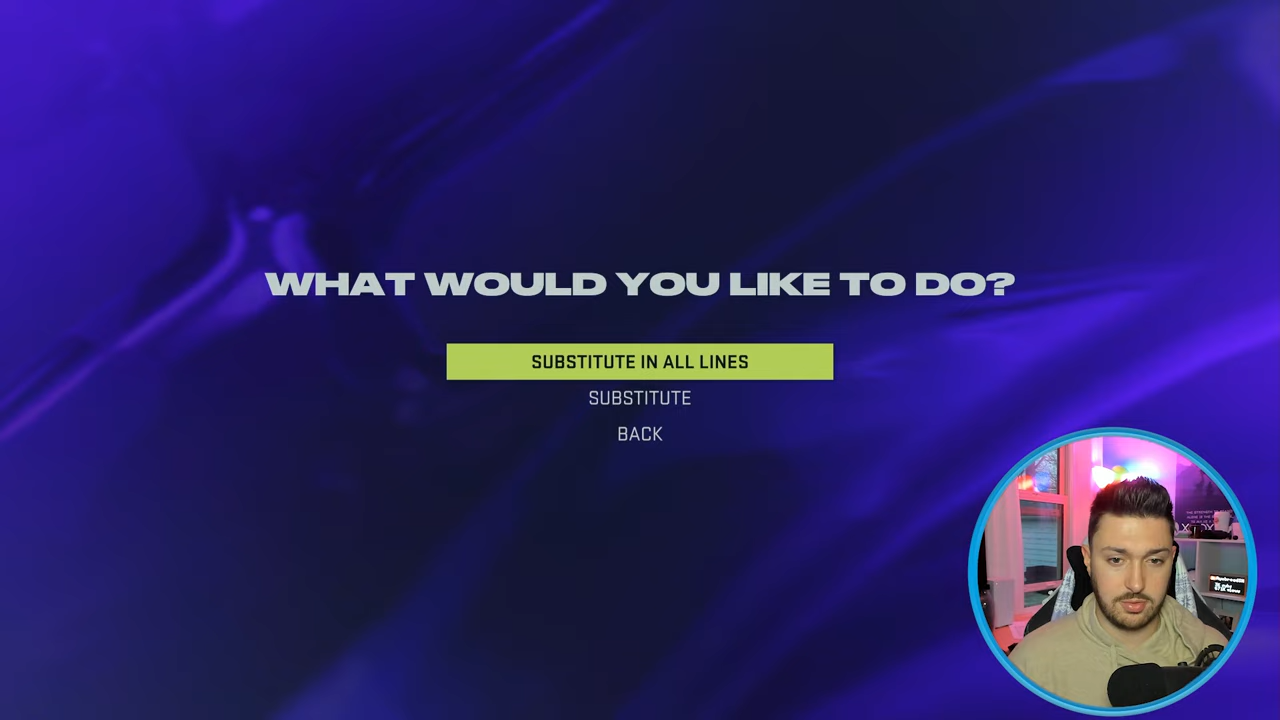 WHAT WOULD YOU LIKE TO DO?
SUBSTITUTE IN ALL LINES
SUBSTITUTE
BACK